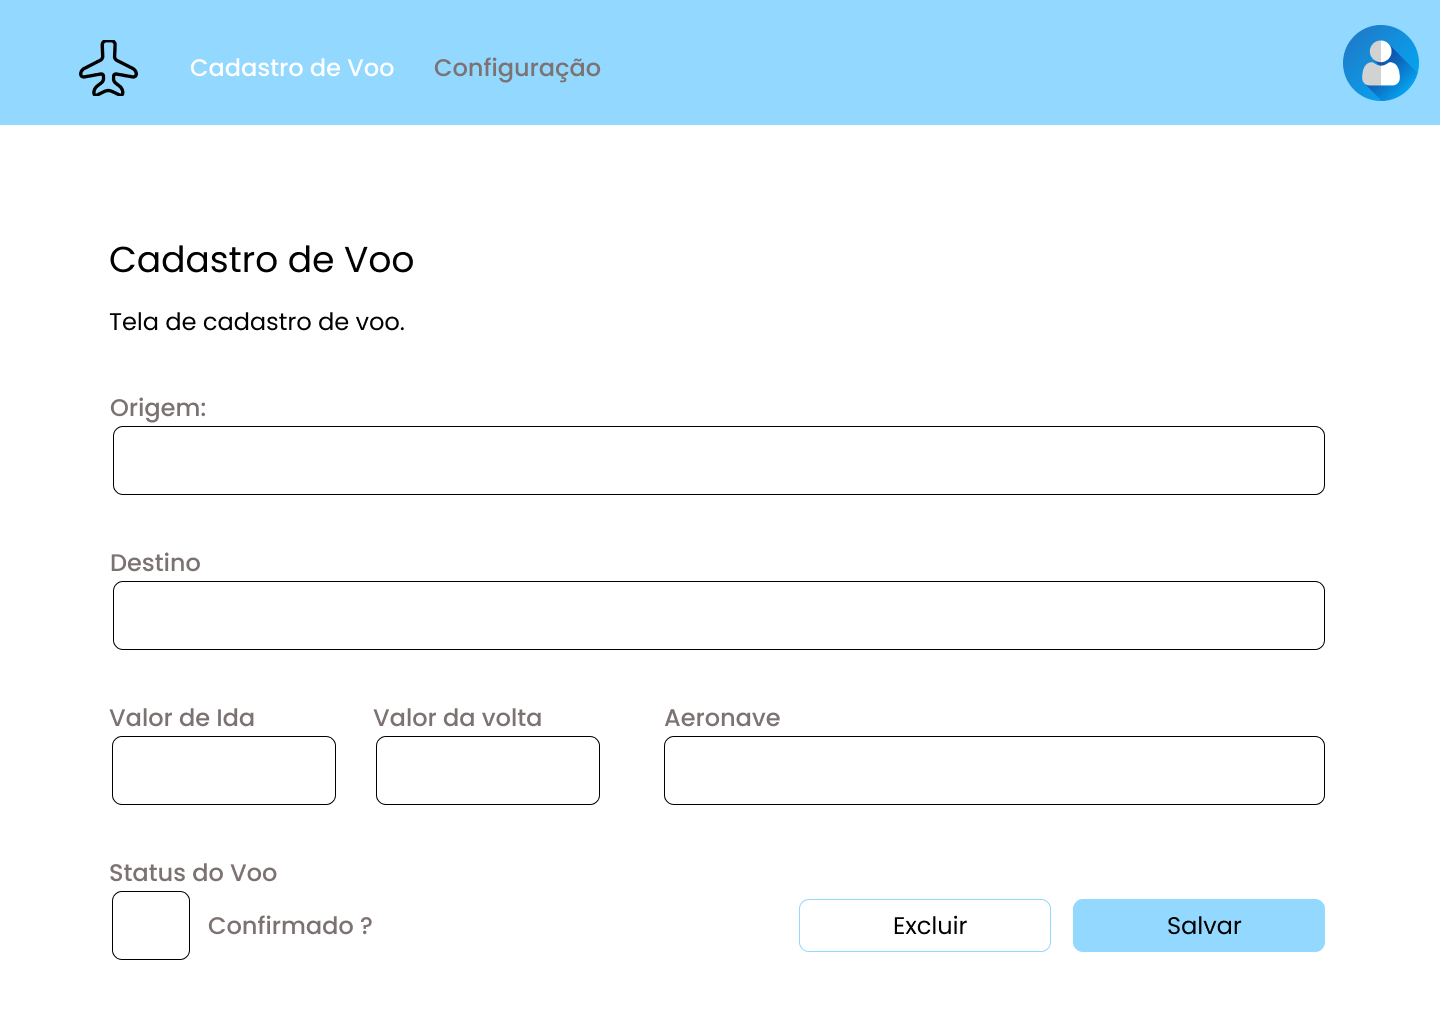 Cadastro de Voo Configuração
Cadastro de Voo
Tela de cadastro de voo.
Origem:
Destino
Valor de Ida Valor da volta Aeronave
Status do Voo
Confirmado ? Excluir Salvar